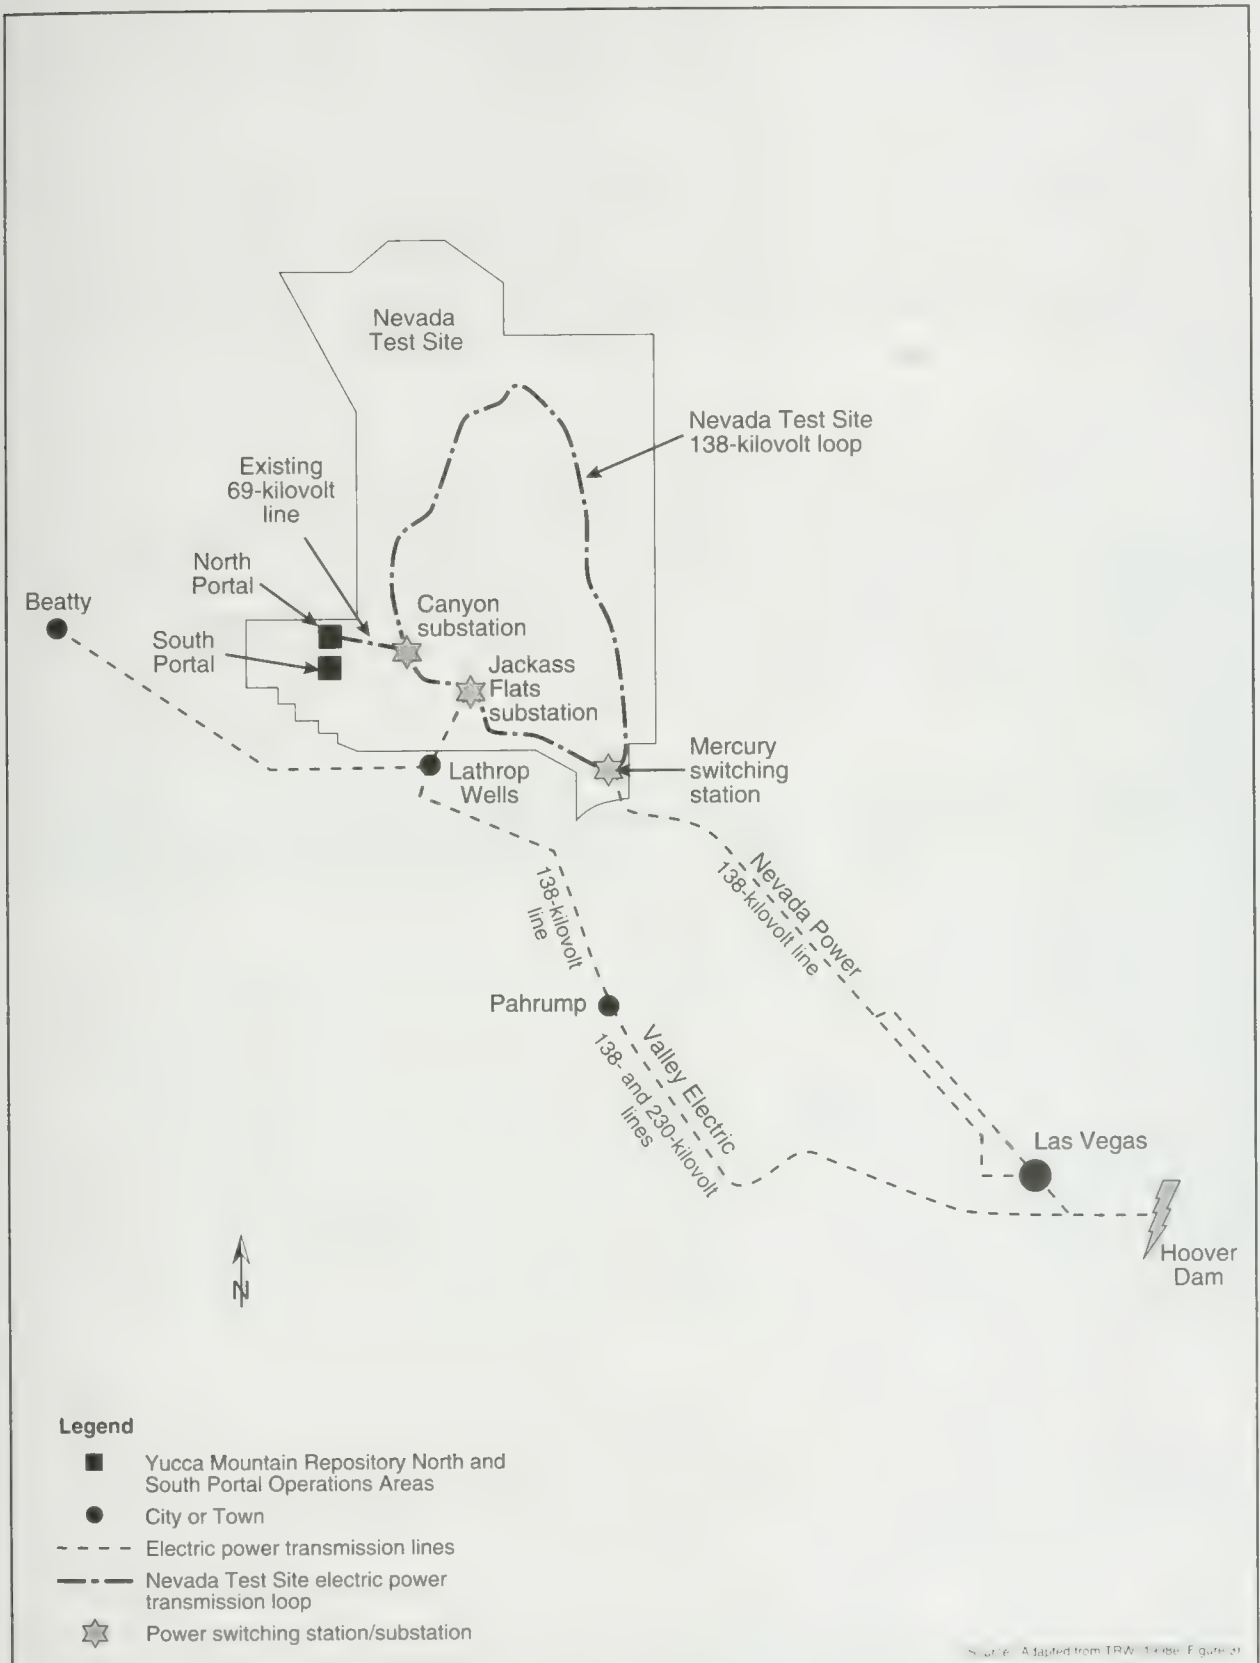 Nevada
Test Site
Nevada Test Site
138-kilovolt loop
Existing
69-kilovolt
line
North
Portal
Beatty
Canyon
substation
South
Portal
Jackass
Flats
substation
Mercury
switching
station
Lathrop
Wells
138-kilovolt
line
Nevada Power
138-kilovolt line
Pahrump
Valley Electric
138- and 230-kilovolt
lines
Las Vegas
Hoover
Dam
N
Legend
Yucca Mountain Repository North and
South Portal Operations Areas
City or Town
Electric power transmission lines
Nevada Test Site electric power
transmission loop
Power switching station/substation
Adapted from TRW